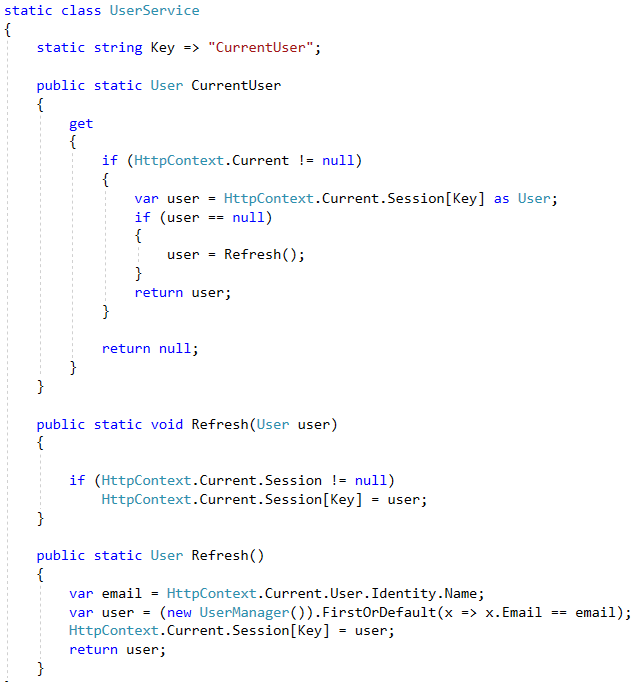 static class UserService
{
    static string Key => "CurrentUser";

    public static User CurrentUser
    {
        get
        {
            if (HttpContext.Current != null)
            {
                var user = HttpContext.Current.Session[Key] as User;
                if (user == null)
                {
                    user = Refresh();
                }
                return user;
            }

            return null;
        }
    }

    public static void Refresh(User user)
    {

        if (HttpContext.Current.Session != null)
            HttpContext.Current.Session[Key] = user;
    }

    public static User Refresh()
    {
        var email = HttpContext.Current.User.Identity.Name;
        var user = (new UserManager()).FirstOrDefault(x => x.Email == email);
        HttpContext.Current.Session[Key] = user;
        return user;
    }